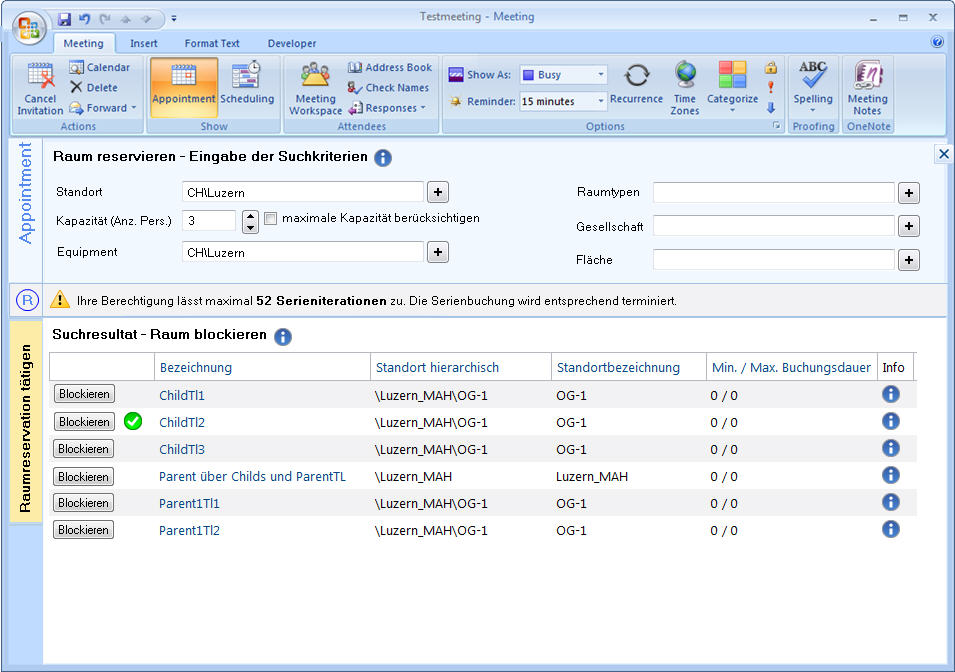 Testmeeting - Meeting
Meeting Insert Format Text Developer
Cancel Invitation
Calendar
Delete
Forward
Actions
Appointment
Scheduling
Show
Meeting Workspace
Address Book
Check Names
Responses
Attendees
Show As: Busy
Reminder: 15 minutes
Recurrence
Time Zones
Categorize
Options
ABC
Spelling
Proofing
Meeting Notes
OneNote
Appointment
Raum reservieren - Eingabe der Suchkriterien
Standort CH\Luzern + Raumtypen +
Kapazität (Anz. Pers.) 3 maximale Kapazität berücksichtigen Gesellschaft +
Equipment CH\Luzern + Fläche +
R
Ihre Berechtigung lässt maximal 52 Serieniterationen zu. Die Serienbuchung wird entsprechend terminiert.
Raumreservation tätigen
Suchresultat - Raum blockieren
Bezeichnung Standort hierarchisch Standortbezeichnung Min. / Max. Buchungsdauer Info
Blockieren ChildTl1 \Luzern_MAH\OG-1 OG-1 0 / 0
Blockieren ChildTl2 \Luzern_MAH\OG-1 OG-1 0 / 0
Blockieren ChildTl3 \Luzern_MAH\OG-1 OG-1 0 / 0
Blockieren Parent über Childs und ParentTL \Luzern_MAH Luzern_MAH 0 / 0
Blockieren Parent1Tl1 \Luzern_MAH\OG-1 OG-1 0 / 0
Blockieren Parent1Tl2 \Luzern_MAH\OG-1 OG-1 0 / 0